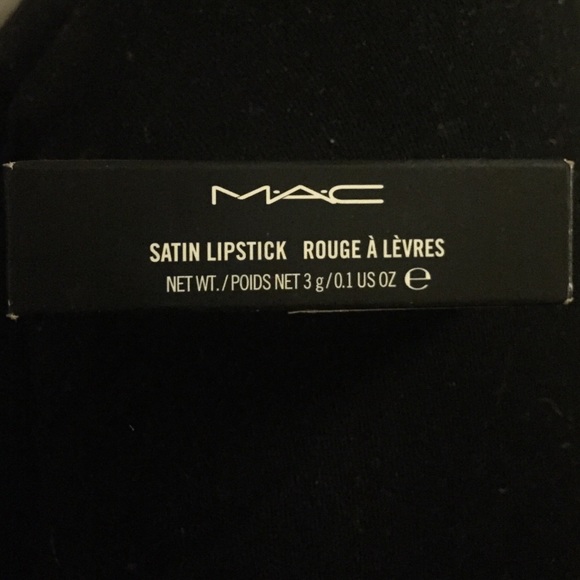 M·A·C
SATIN LIPSTICK ROUGE À LÈVRES
NET WT./POIDS NET 3 g/0.1 US OZ ℮